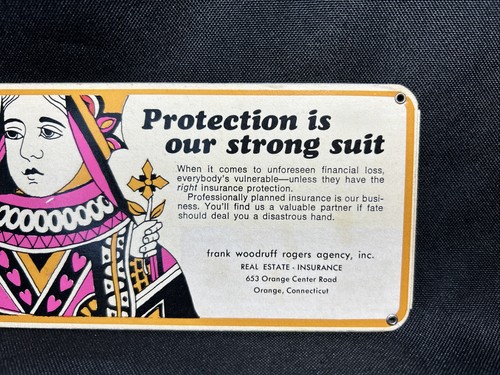 Protection is
our strong suit
When it comes to unforeseen financial loss,
everybody's vulnerable—unless they have the
right insurance protection.
Professionally planned insurance is our busi-
ness. You'll find us a valuable partner if fate
should deal you a disastrous hand.
frank woodruff rogers agency, inc.
REAL ESTATE - INSURANCE
653 Orange Center Road
Orange, Connecticut